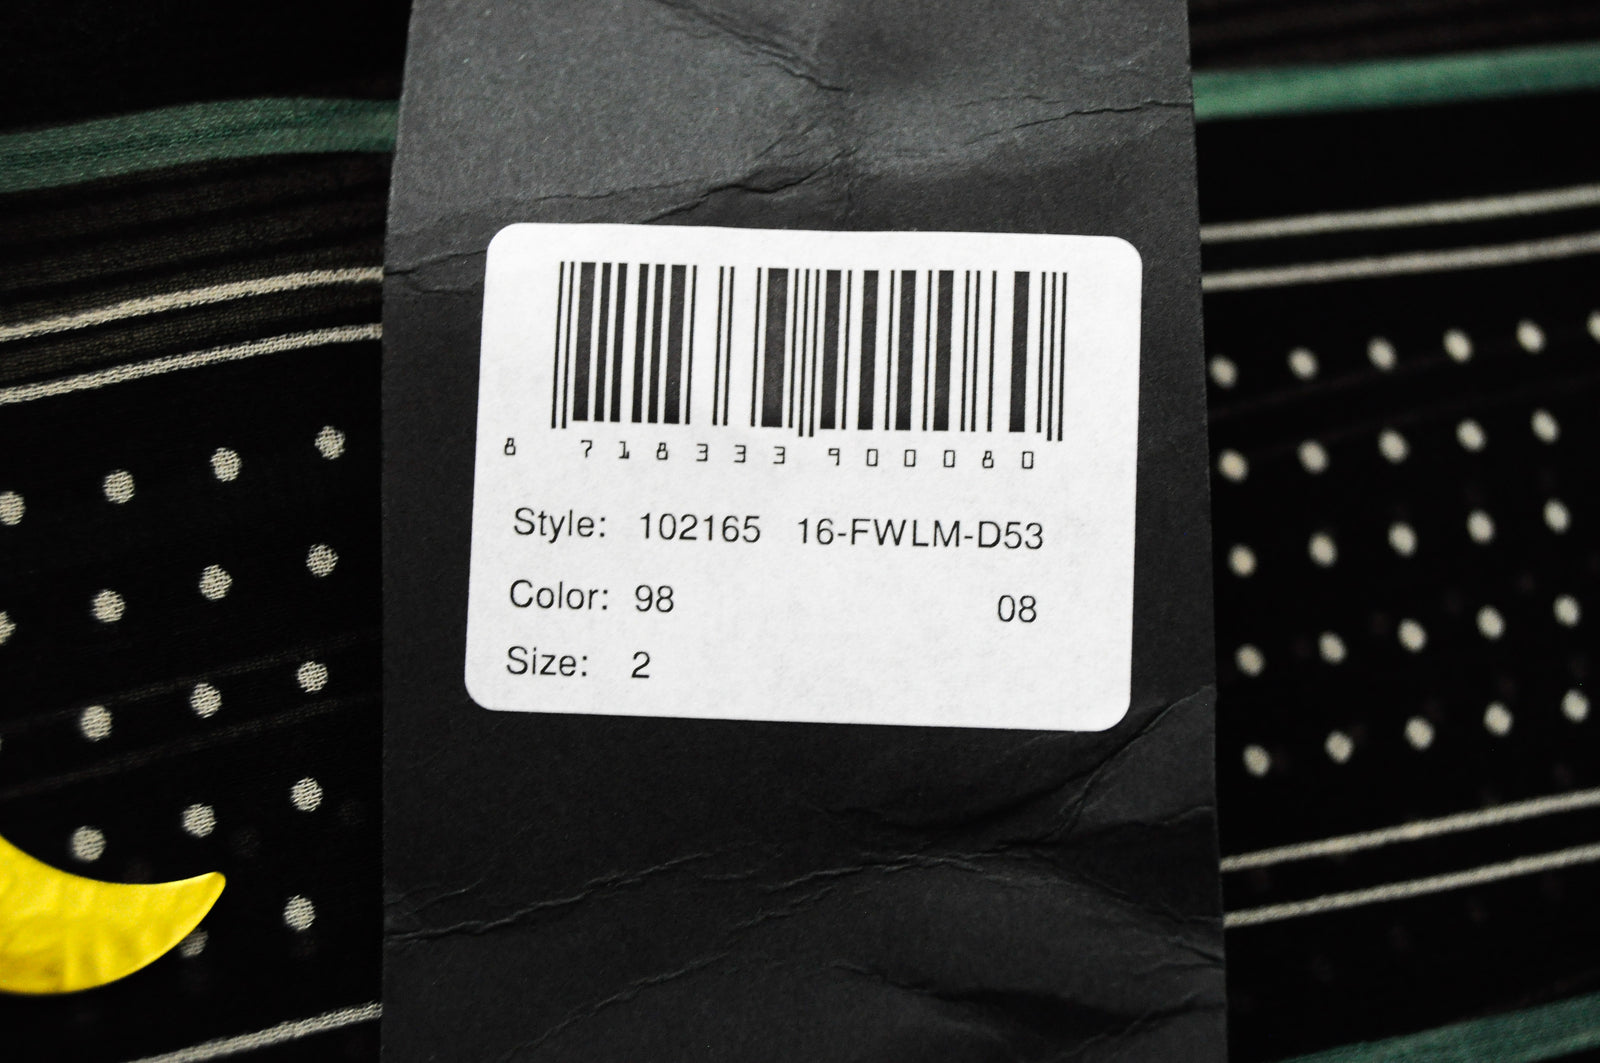 8 718333 900080
Style: 102165 16-FWLM-D53
Color: 98 08
Size: 2